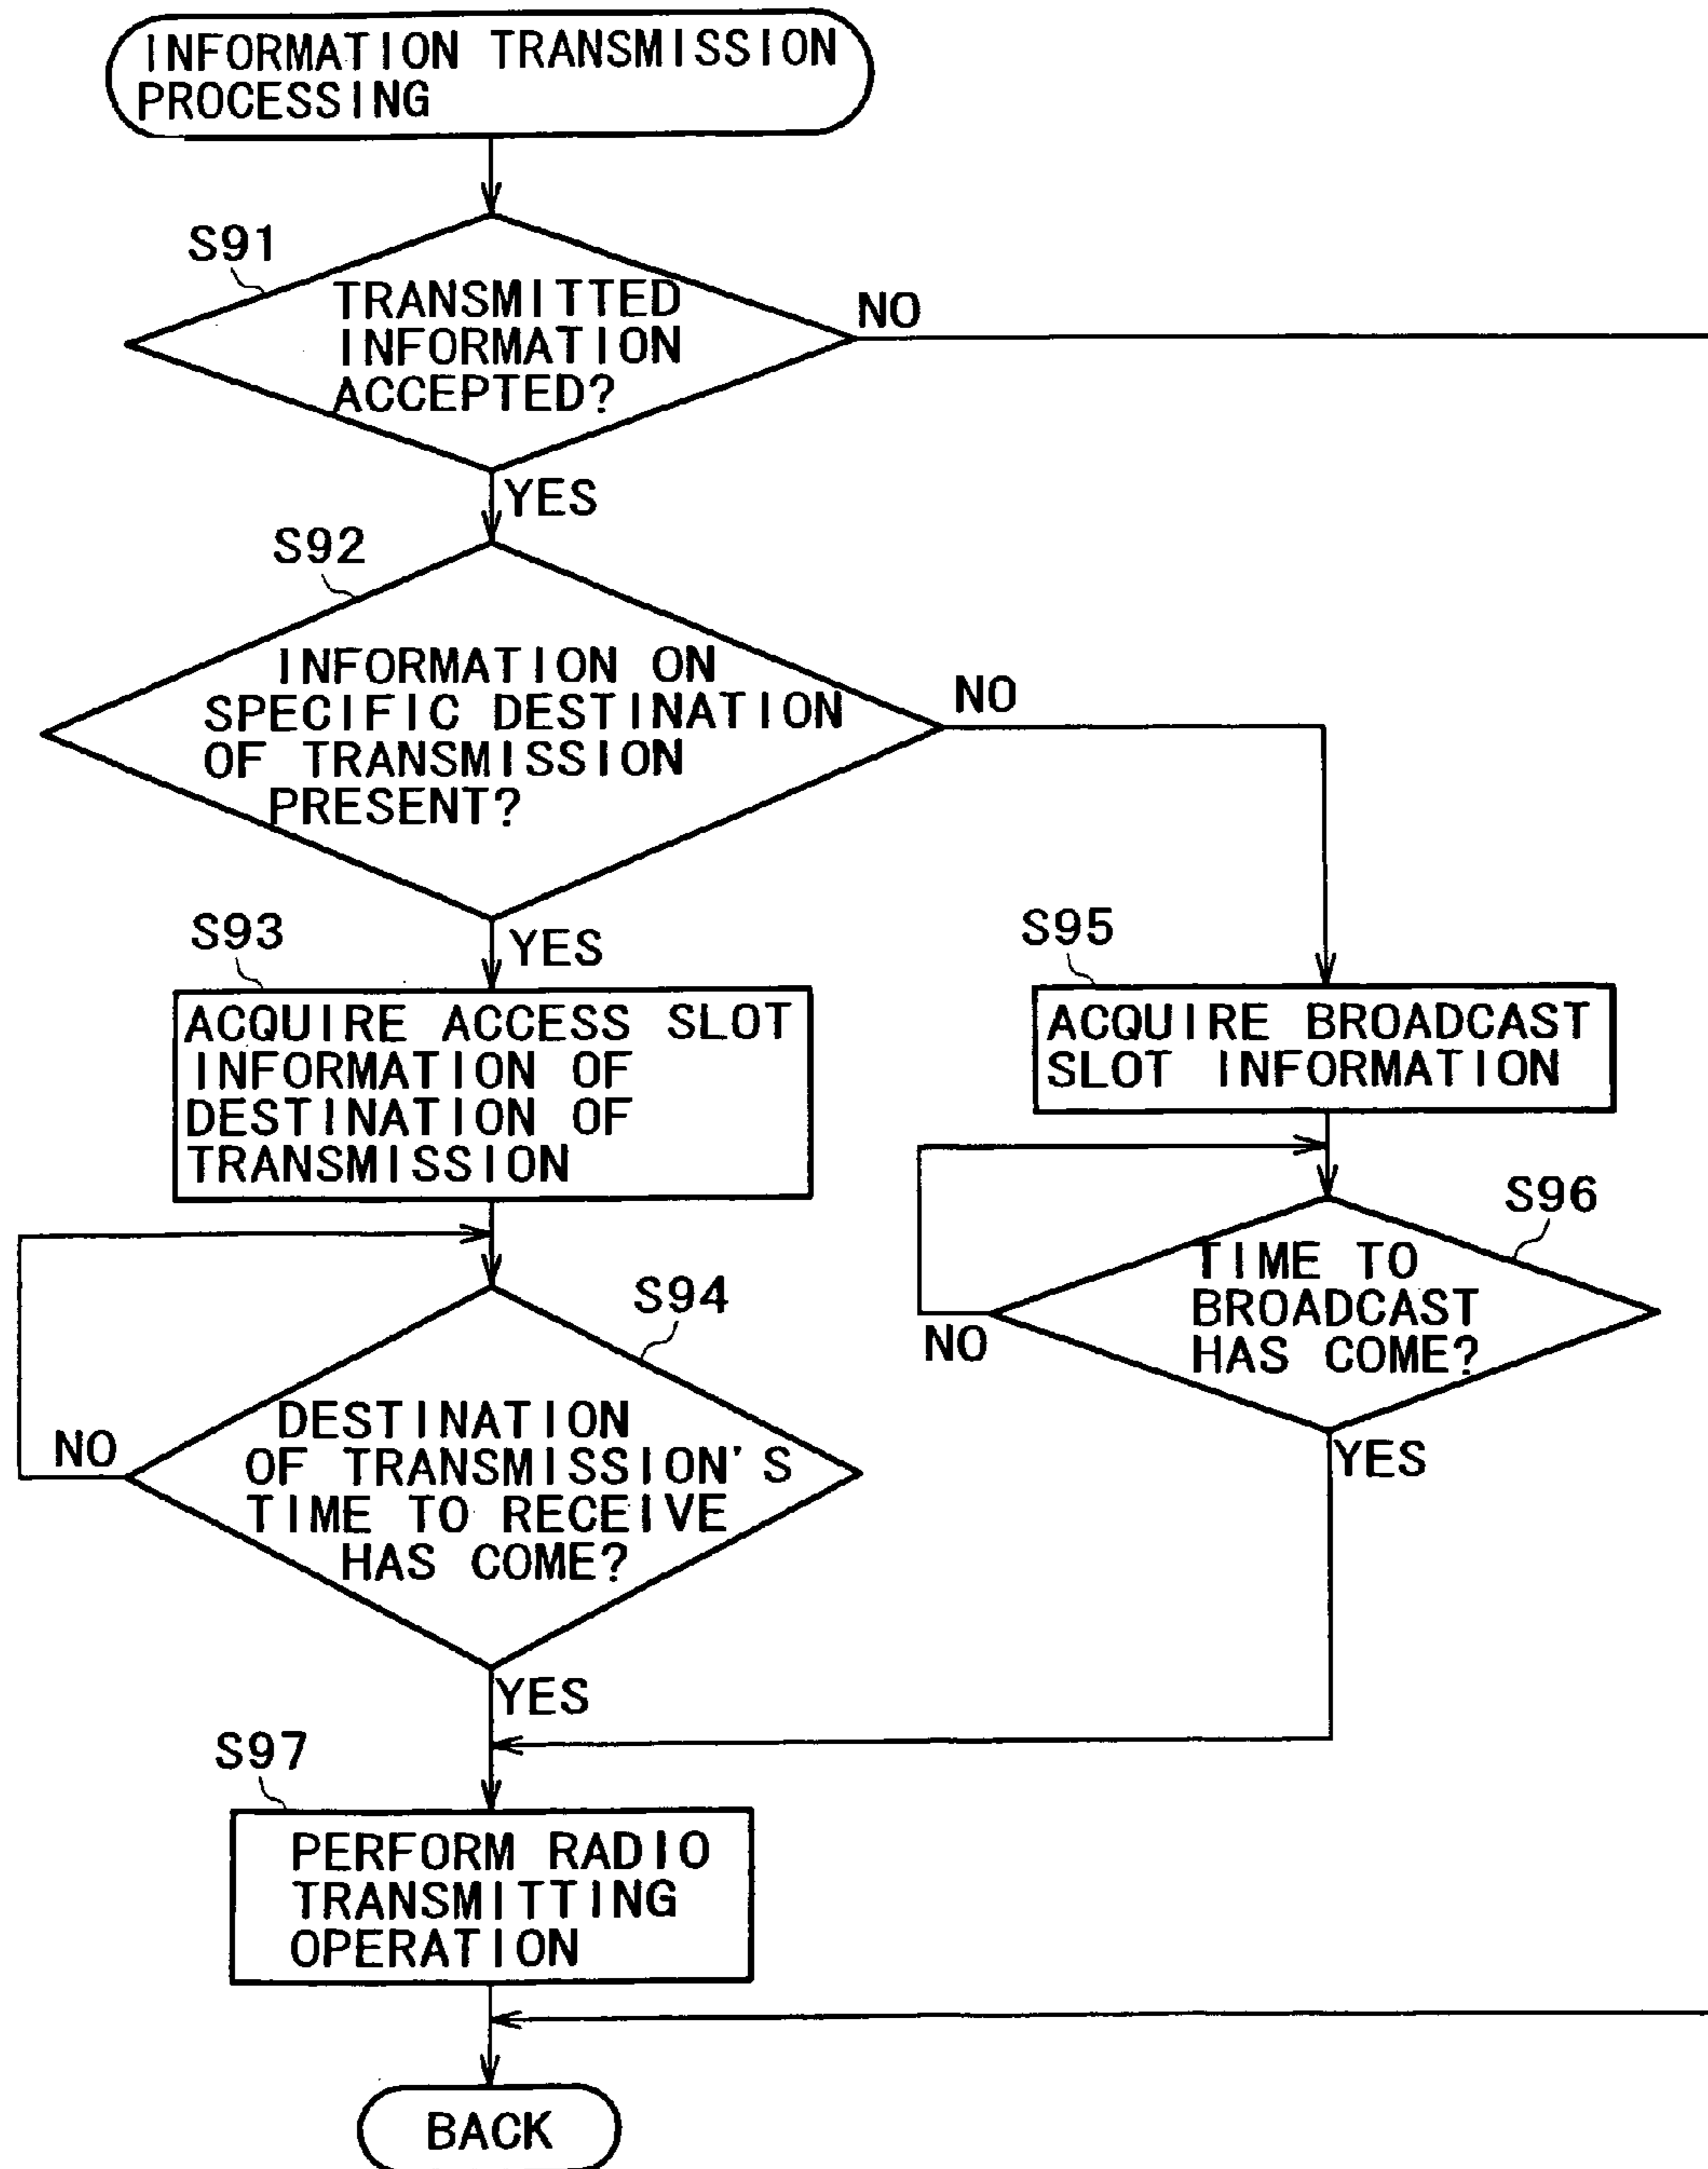 INFORMATION TRANSMISSION
PROCESSING
S91
TRANSMITTED
INFORMATION
ACCEPTED?
NO
YES
S92
INFORMATION ON
SPECIFIC DESTINATION
OF TRANSMISSION
PRESENT?
NO
YES
S93
ACQUIRE ACCESS SLOT
INFORMATION OF
DESTINATION OF
TRANSMISSION
S95
ACQUIRE BROADCAST
SLOT INFORMATION
S96
TIME TO
BROADCAST
HAS COME?
NO
YES
S94
DESTINATION
OF TRANSMISSION'S
TIME TO RECEIVE
HAS COME?
NO
YES
S97
PERFORM RADIO
TRANSMITTING
OPERATION
BACK